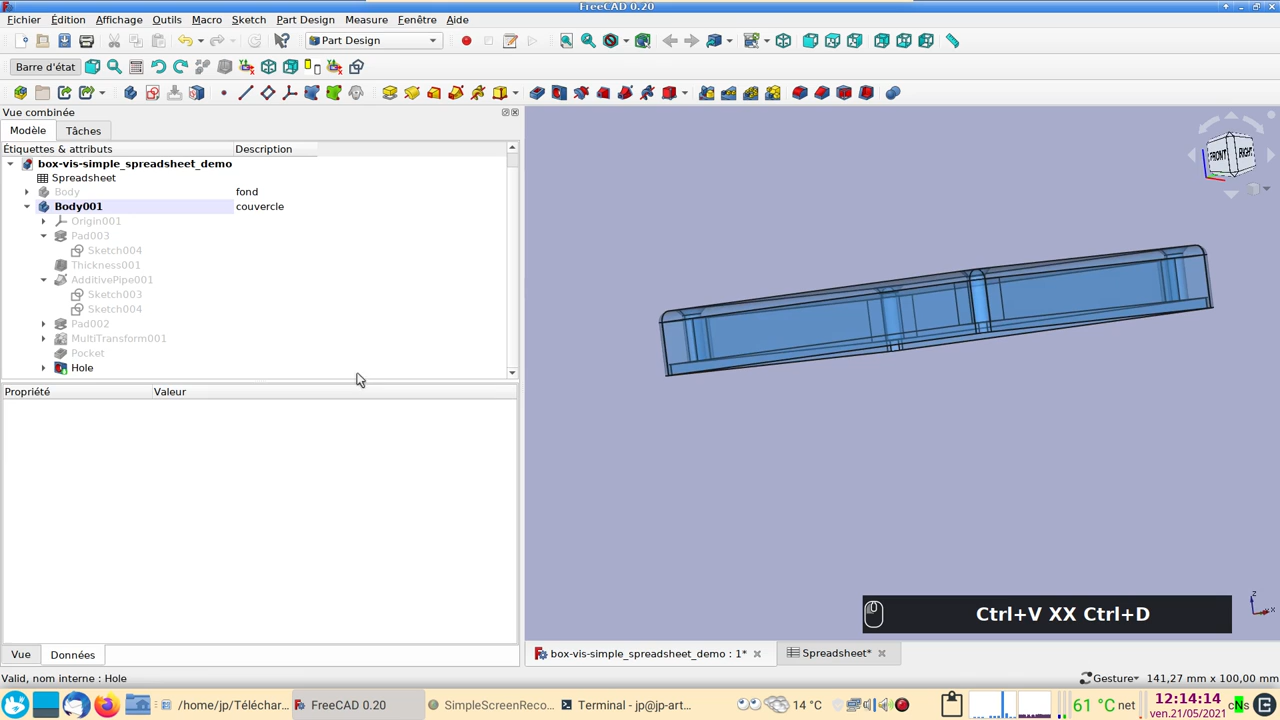 FreeCAD 0.20
Fichier Édition Affichage Outils Macro Sketch Part Design Measure Fenêtre Aide
Part Design
Barre d'état
Vue combinée
Modèle Tâches
Étiquettes & attributs Description
box-vis-simple_spreadsheet_demo
Spreadsheet
Body fond
Body001 couvercle
Origin001
Pad003
Sketch004
Thickness001
AdditivePipe001
Sketch003
Sketch004
Pad002
MultiTransform001
Pocket
Hole
Propriété Valeur
FRONT RIGHT
Ctrl+V XX Ctrl+D
Vue Données
box-vis-simple_spreadsheet_demo : 1* Spreadsheet*
Valid, nom interne : Hole
Gesture 141,27 mm x 100,00 mm
/home/jp/Téléchar... FreeCAD 0.20 SimpleScreenReco... Terminal - jp@jp-art... 14 °C 61 °C net 12:14:14
ven.21/05/2021